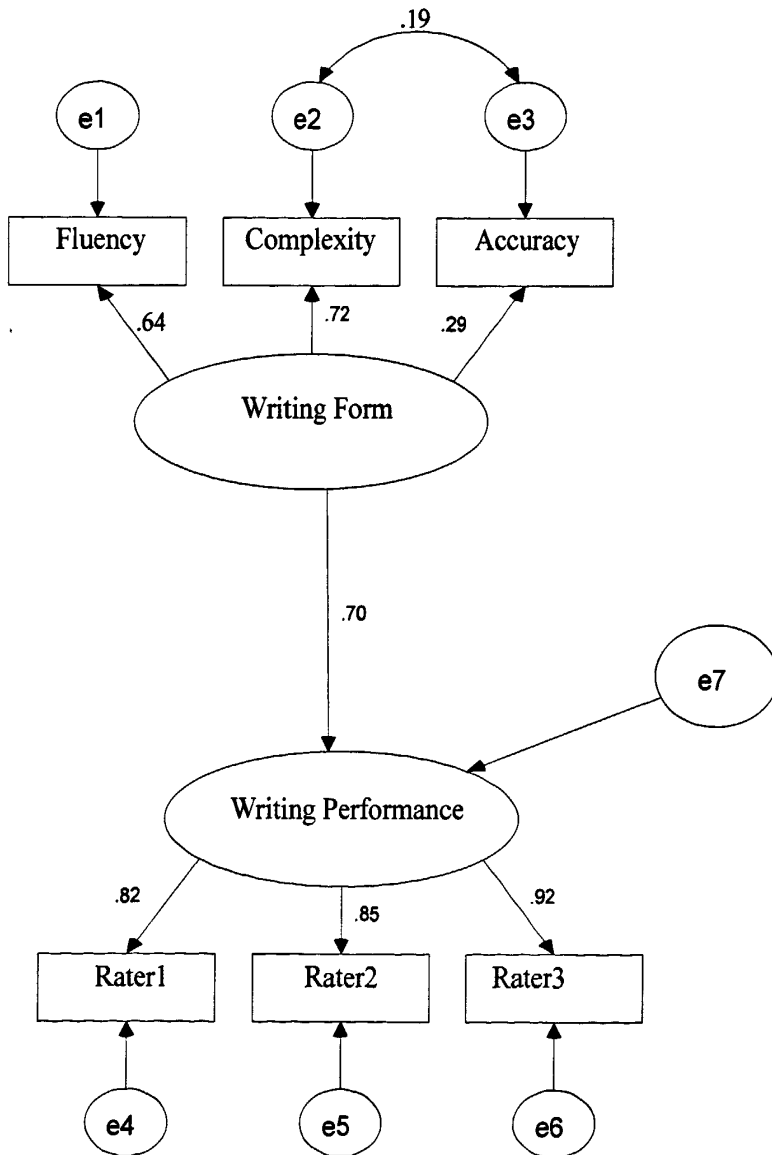 .19
e1
e2
e3
Fluency
Complexity
Accuracy
.64
.72
.29
Writing Form
.70
e7
Writing Performance
.82
.85
.92
Rater1
Rater2
Rater3
e4
e5
e6